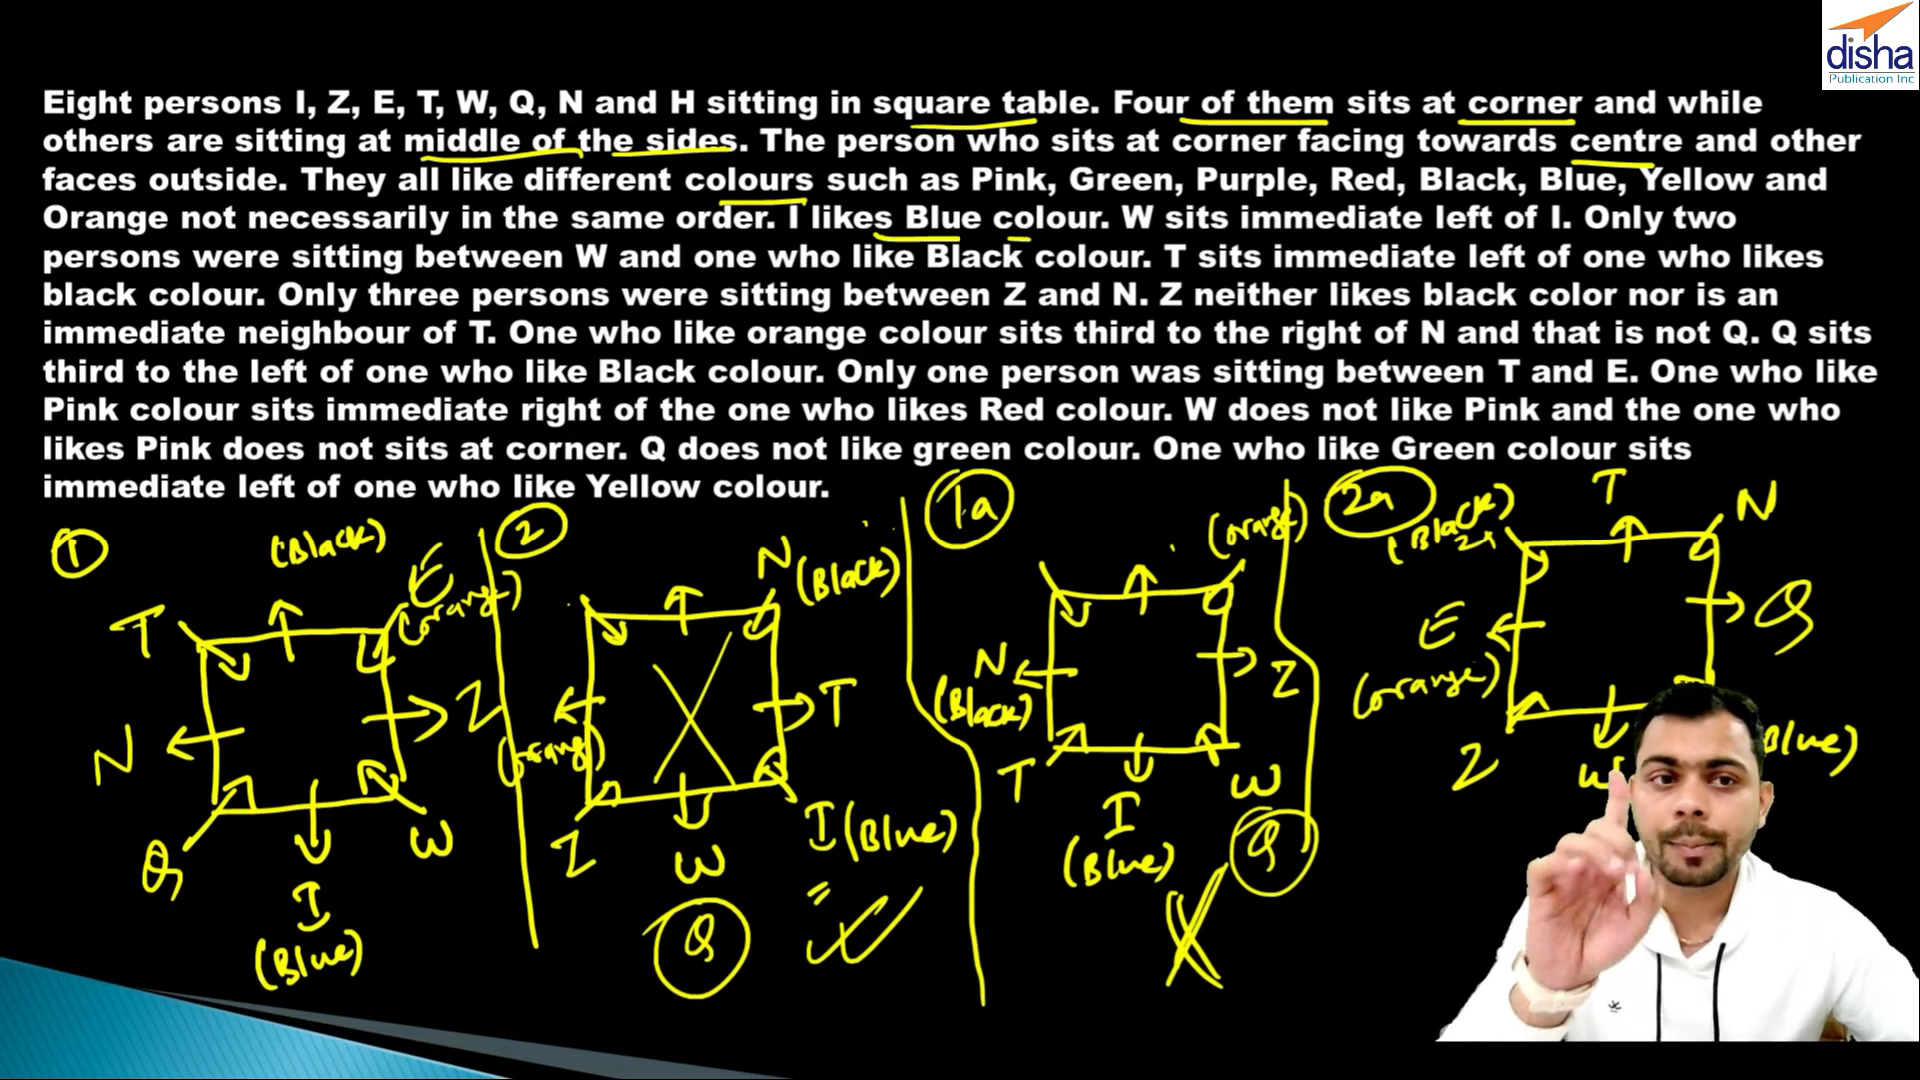 disha
Publication Inc
Eight persons I, Z, E, T, W, Q, N and H sitting in square table. Four of them sits at corner and while
others are sitting at middle of the sides. The person who sits at corner facing towards centre and other
faces outside. They all like different colours such as Pink, Green, Purple, Red, Black, Blue, Yellow and
Orange not necessarily in the same order. I likes Blue colour. W sits immediate left of I. Only two
persons were sitting between W and one who like Black colour. T sits immediate left of one who likes
black colour. Only three persons were sitting between Z and N. Z neither likes black color nor is an
immediate neighbour of T. One who like orange colour sits third to the right of N and that is not Q. Q sits
third to the left of one who like Black colour. Only one person was sitting between T and E. One who like
Pink colour sits immediate right of the one who likes Red colour. W does not like Pink and the one who
likes Pink does not sits at corner. Q does not like green colour. One who like Green colour sits
immediate left of one who like Yellow colour.
1
(Black)
E
(orange)
T
Z
N
Q
W
I
(Blue)
2
N (Black)
T
(orange)
Z
I (Blue)
W
Q
1a
(orange)
N
(Black)
Z
T
I
(Blue)
W
Q
2a
(Black)
T
N
E
(orange)
Q
Z
W
Blue)